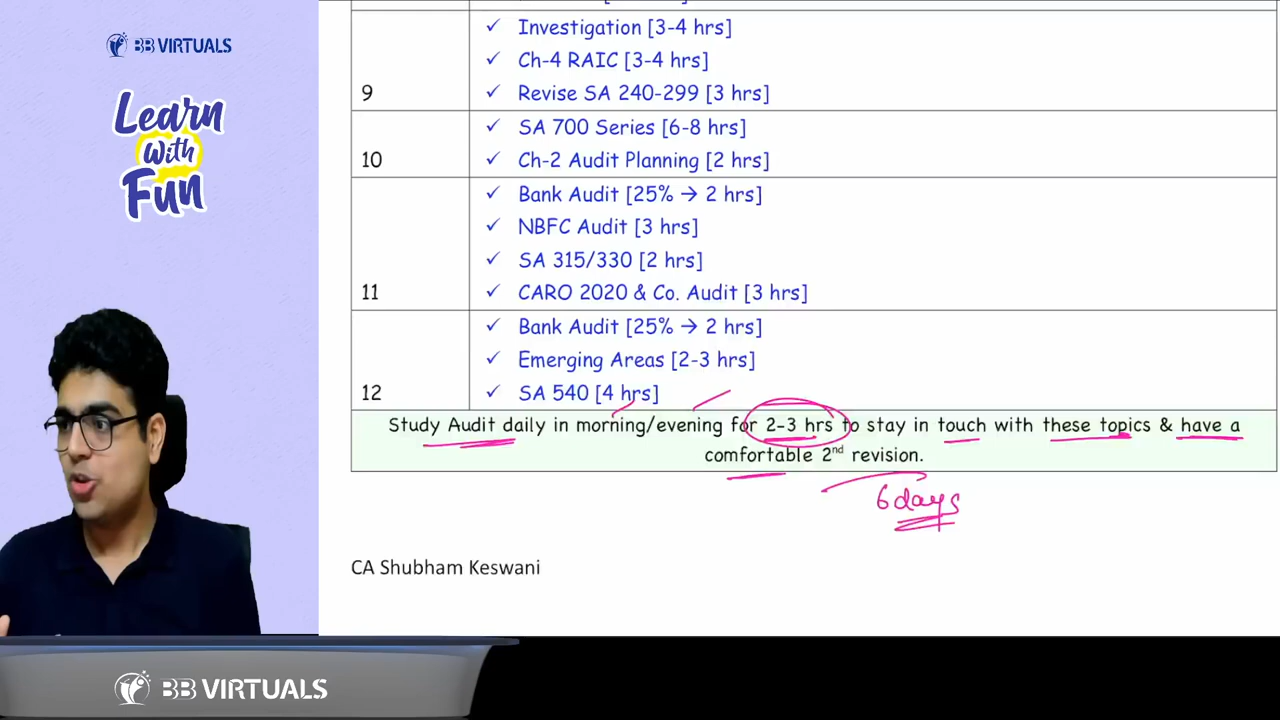 BB VIRTUALS
Learn
With
Fun
✓ Investigation [3-4 hrs]
✓ Ch-4 RAIC [3-4 hrs]
9 ✓ Revise SA 240-299 [3 hrs]
✓ SA 700 Series [6-8 hrs]
10 ✓ Ch-2 Audit Planning [2 hrs]
✓ Bank Audit [25% → 2 hrs]
✓ NBFC Audit [3 hrs]
✓ SA 315/330 [2 hrs]
11 ✓ CARO 2020 & Co. Audit [3 hrs]
✓ Bank Audit [25% → 2 hrs]
✓ Emerging Areas [2-3 hrs]
12 ✓ SA 540 [4 hrs]
Study Audit daily in morning/evening for 2-3 hrs to stay in touch with these topics & have a
comfortable 2nd revision.
6 days
CA Shubham Keswani
BB VIRTUALS